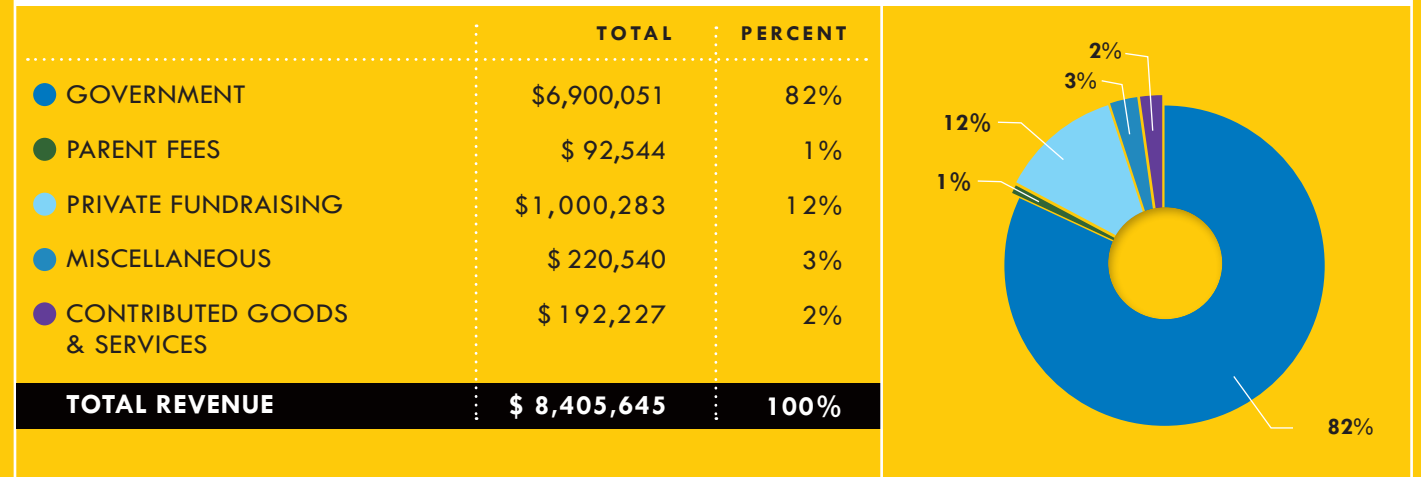 TOTAL PERCENT
GOVERNMENT $6,900,051 82%
PARENT FEES $ 92,544 1%
PRIVATE FUNDRAISING $1,000,283 12%
MISCELLANEOUS $ 220,540 3%
CONTRIBUTED GOODS $ 192,227 2%
& SERVICES
TOTAL REVENUE $ 8,405,645 100%
2%
3%
12%
1%
82%